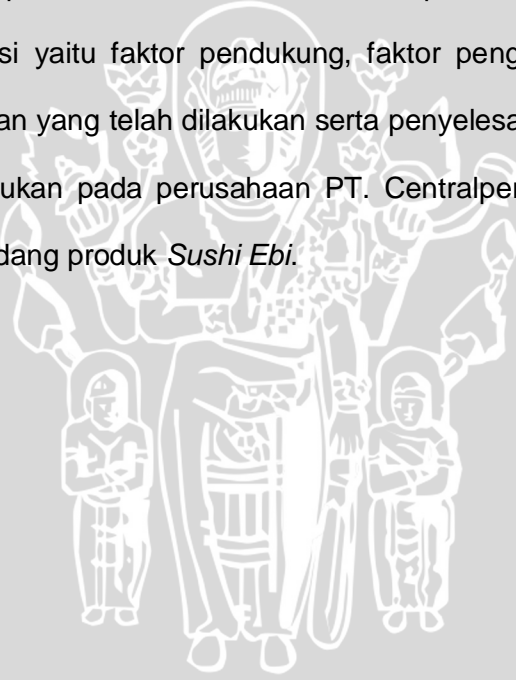 si yaitu faktor pendukung, faktor peng
an yang telah dilakukan serta penyelesa
ukan pada perusahaan PT. Centralper
dang produk Sushi Ebi.